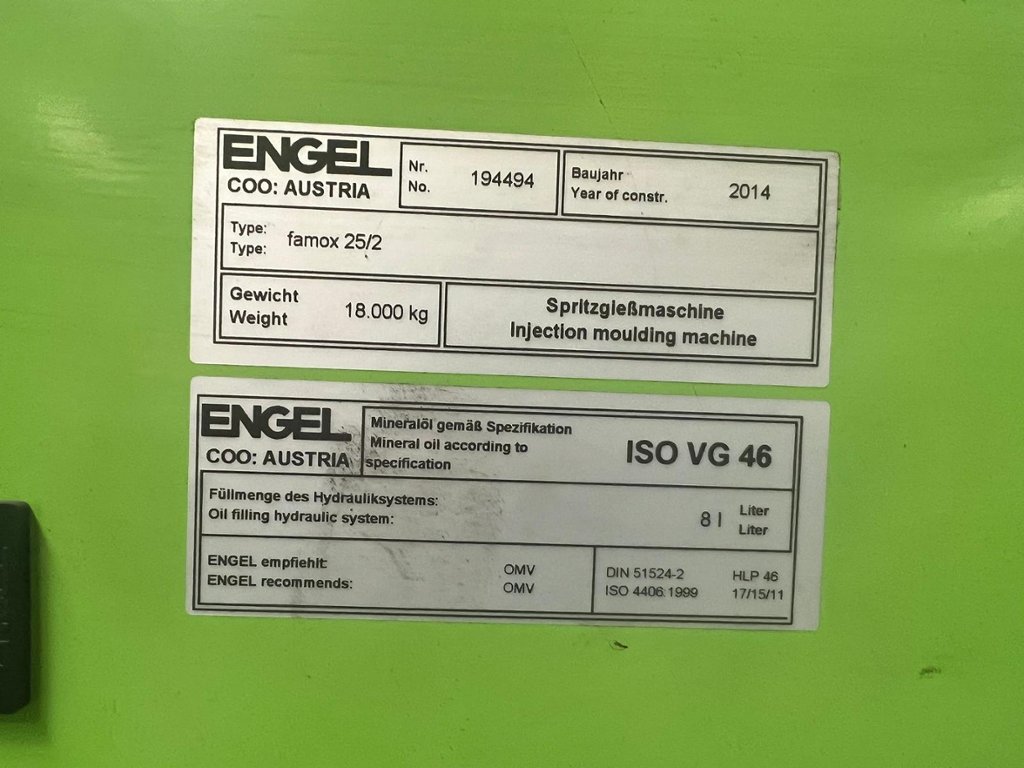 ENGEL
COO: AUSTRIA
Nr.
No. 194494
Baujahr
Year of constr. 2014
Type:
Type: famox 25/2
Gewicht
Weight 18.000 kg
Spritzgießmaschine
Injection moulding machine
ENGEL
COO: AUSTRIA
Mineralöl gemäß Spezifikation
Mineral oil according to
specification
ISO VG 46
Füllmenge des Hydrauliksystems:
Oil filling hydraulic system:
8 l
Liter
Liter
ENGEL empfiehlt: OMV
ENGEL recommends: OMV
DIN 51524-2 HLP 46
ISO 4406:1999 17/15/11